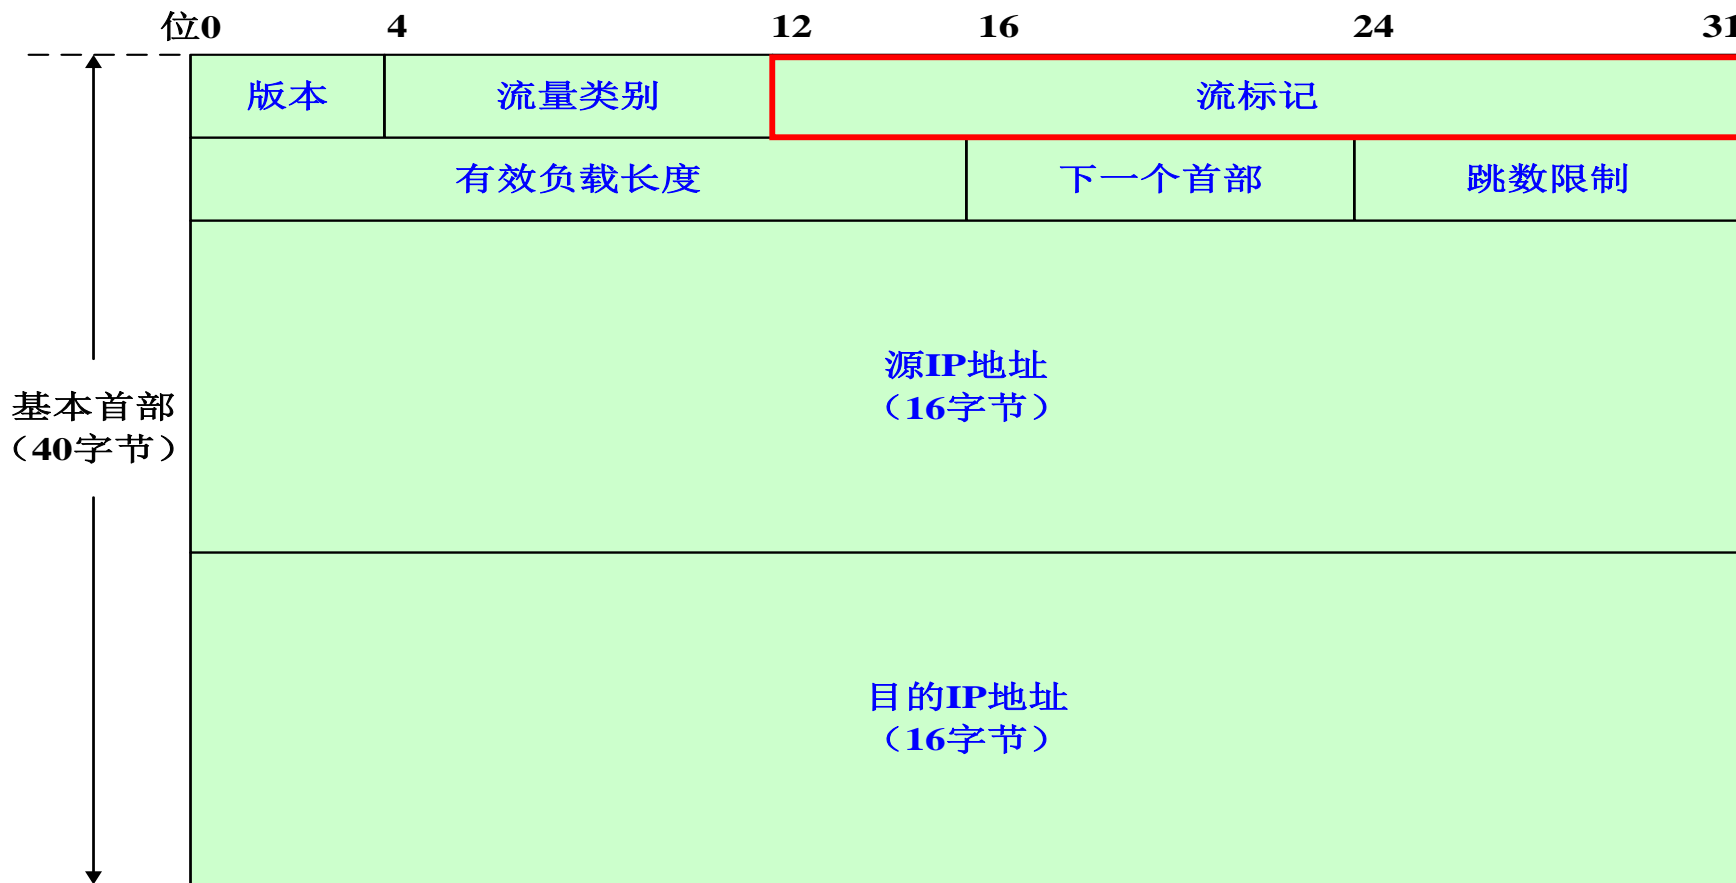 位0 4 12 16 24 31
版本 流量类别 流标记
有效负载长度 下一个首部 跳数限制
源IP地址
（16字节）
基本首部
（40字节）
目的IP地址
（16字节）